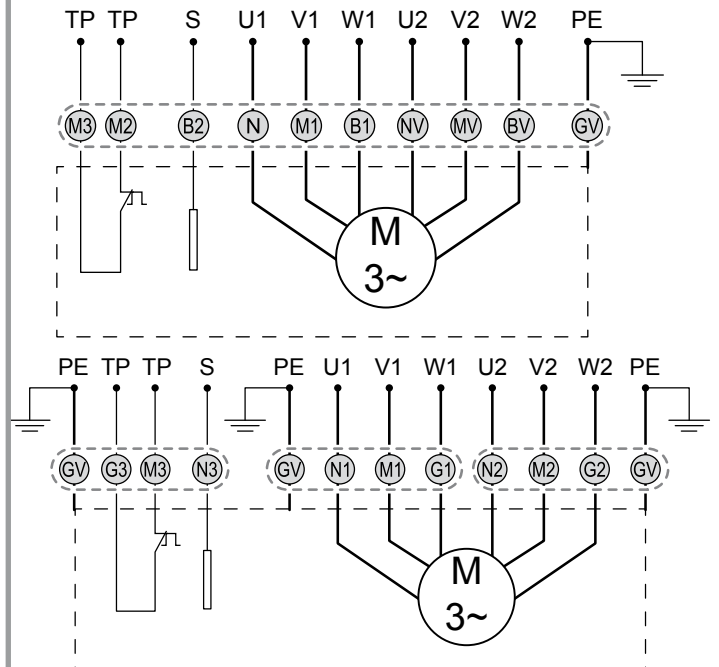 TP TP S U1 V1 W1 U2 V2 W2 PE
M3 M2 B2 N M1 B1 NV MV BV GV
M
3~
PE TP TP S PE U1 V1 W1 U2 V2 W2 PE
GV G3 M3 N3 GV N1 M1 G1 N2 M2 G2 GV
M
3~